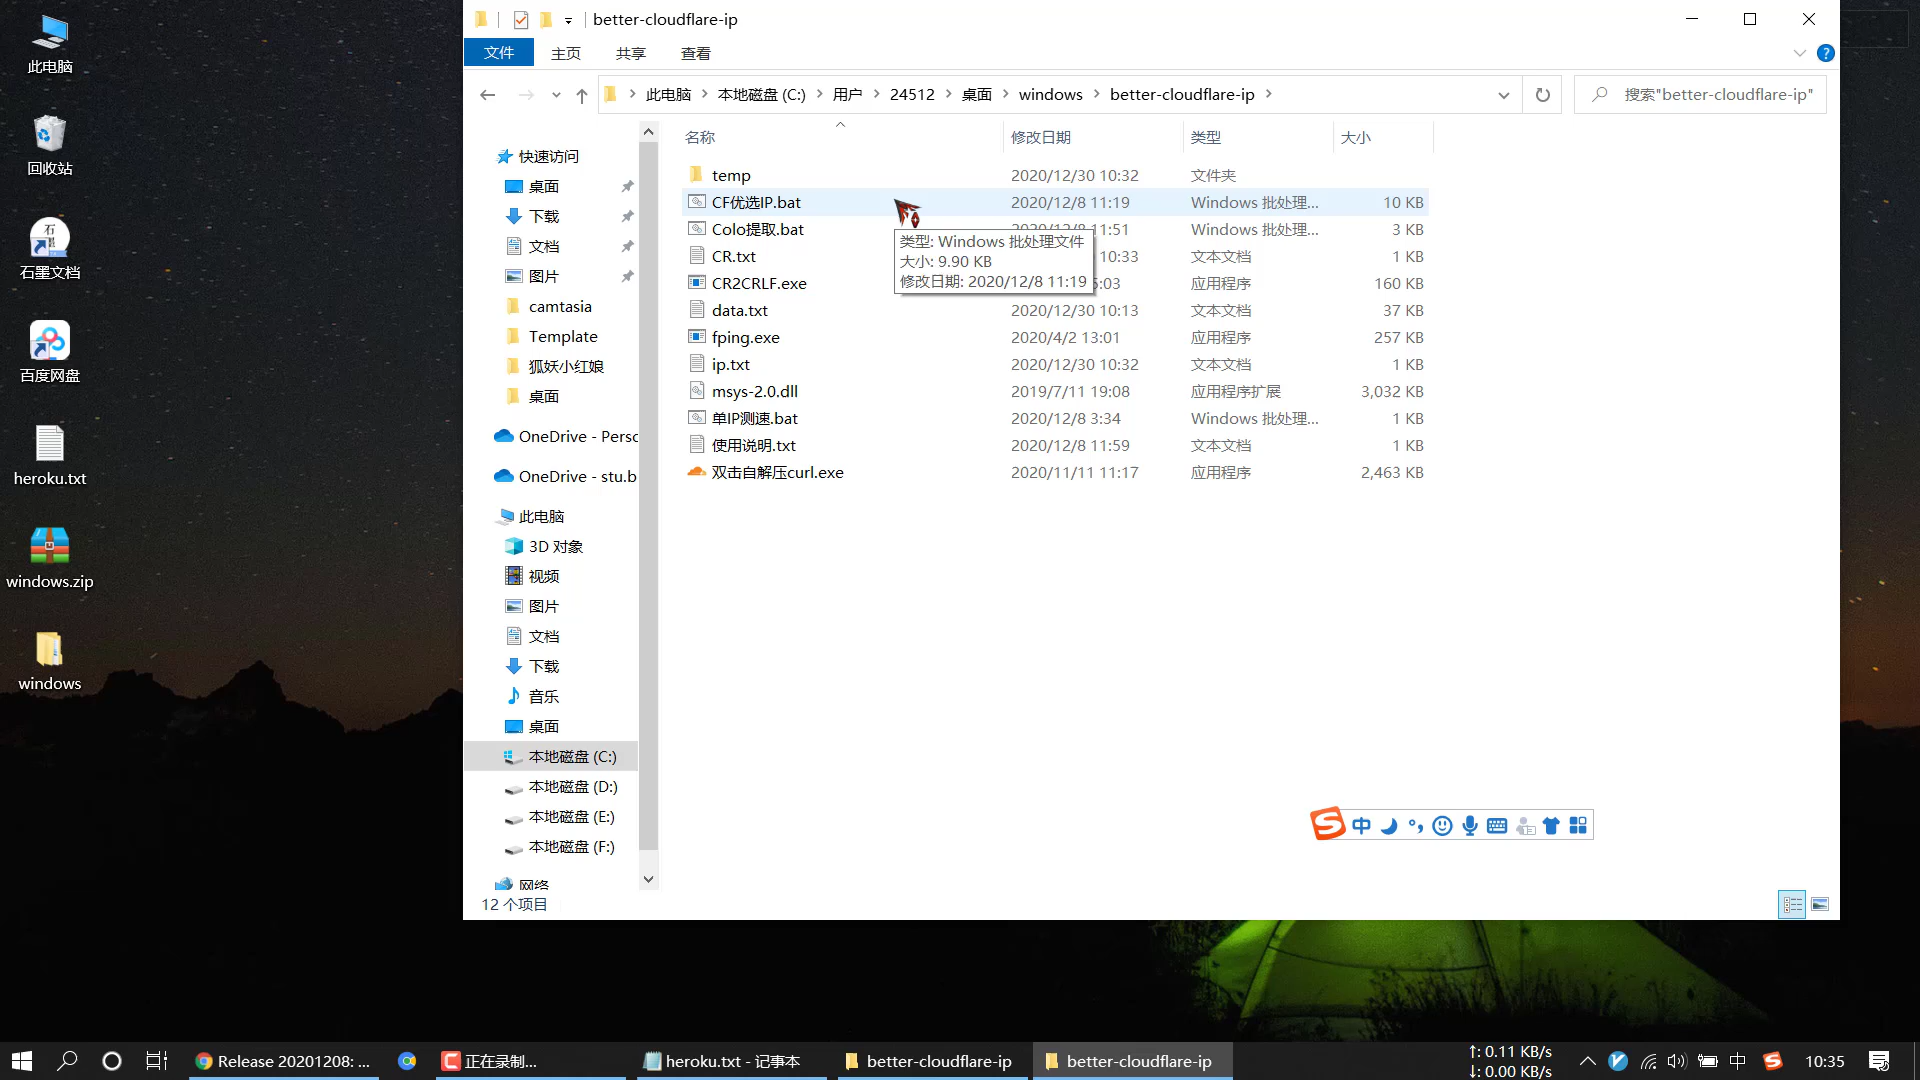 better-cloudflare-ip
文件
主页
共享
查看
此电脑
本地磁盘 (C:)
用户
24512
桌面
windows
better-cloudflare-ip
搜索"better-cloudflare-ip"
此电脑
回收站
石墨文档
百度网盘
heroku.txt
windows.zip
windows
快速访问
桌面
下载
文档
图片
camtasia
Template
狐妖小红娘
桌面
OneDrive - Perso
OneDrive - stu.b
此电脑
3D 对象
视频
图片
文档
下载
音乐
桌面
本地磁盘 (C:)
本地磁盘 (D:)
本地磁盘 (E:)
本地磁盘 (F:)
网络
名称 修改日期 类型 大小
temp 2020/12/30 10:32 文件夹
CF优选IP.bat 2020/12/8 11:19 Windows 批处理... 10 KB
Colo提取.bat 11:51 Windows 批处理... 3 KB
CR.txt 10:33 文本文档 1 KB
CR2CRLF.exe 应用程序 160 KB
data.txt 2020/12/30 10:13 文本文档 37 KB
fping.exe 2020/4/2 13:01 应用程序 257 KB
ip.txt 2020/12/30 10:32 文本文档 1 KB
msys-2.0.dll 2019/7/11 19:08 应用程序扩展 3,032 KB
单IP测速.bat 2020/12/8 3:34 Windows 批处理... 1 KB
使用说明.txt 2020/12/8 11:59 文本文档 1 KB
双击自解压curl.exe 2020/11/11 11:17 应用程序 2,463 KB
类型: Windows 批处理文件
大小: 9.90 KB
修改日期: 2020/12/8 11:19
中
12 个项目
Release 20201208: ...
正在录制...
heroku.txt - 记事本
better-cloudflare-ip
better-cloudflare-ip
↑: 0.11 KB/s
↓: 0.00 KB/s
中
10:35